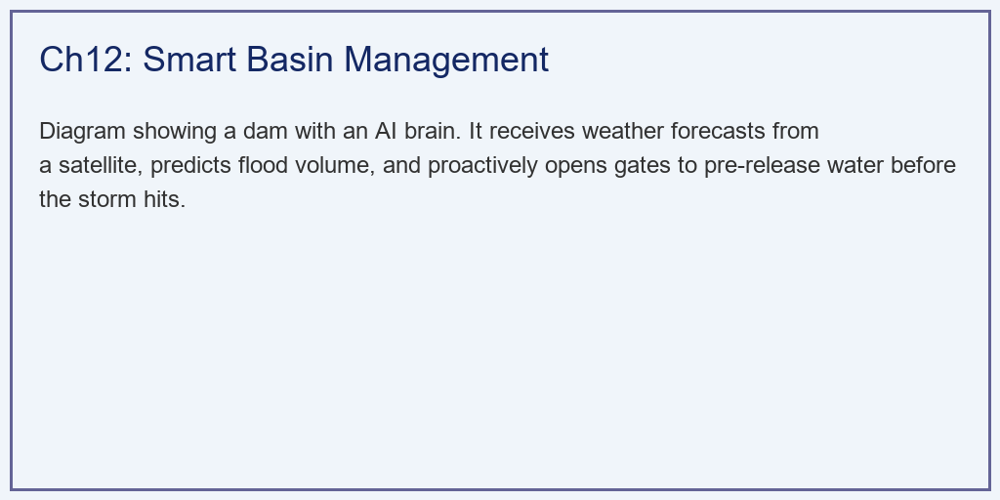 Ch12: Smart Basin Management
Diagram showing a dam with an AI brain. It receives weather forecasts from
a satellite, predicts flood volume, and proactively opens gates to pre-release water before
the storm hits.